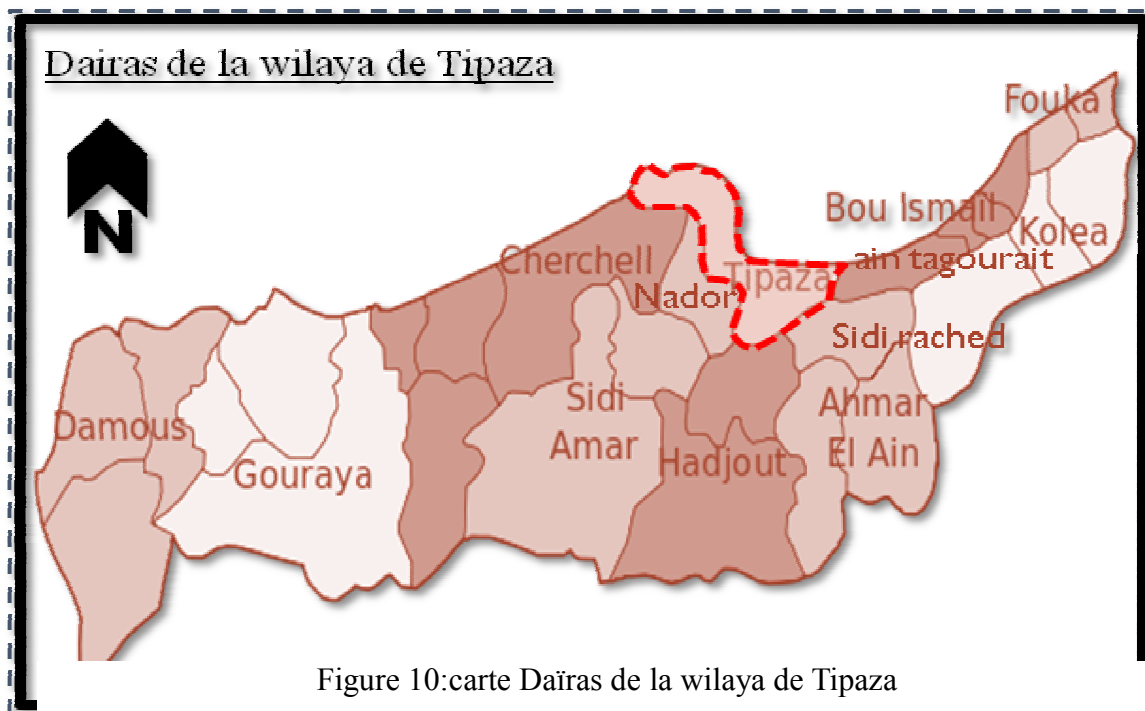 Dairas de la wilaya de Tipaza
N
Fouka
Bou Ismaïl
Kolea
Cherchell
ain tagourait
Tipaza
Nador
Sidi rached
Sidi
Amar
Ahmar
El Ain
Damous
Hadjout
Gouraya
Figure 10:carte Daïras de la wilaya de Tipaza